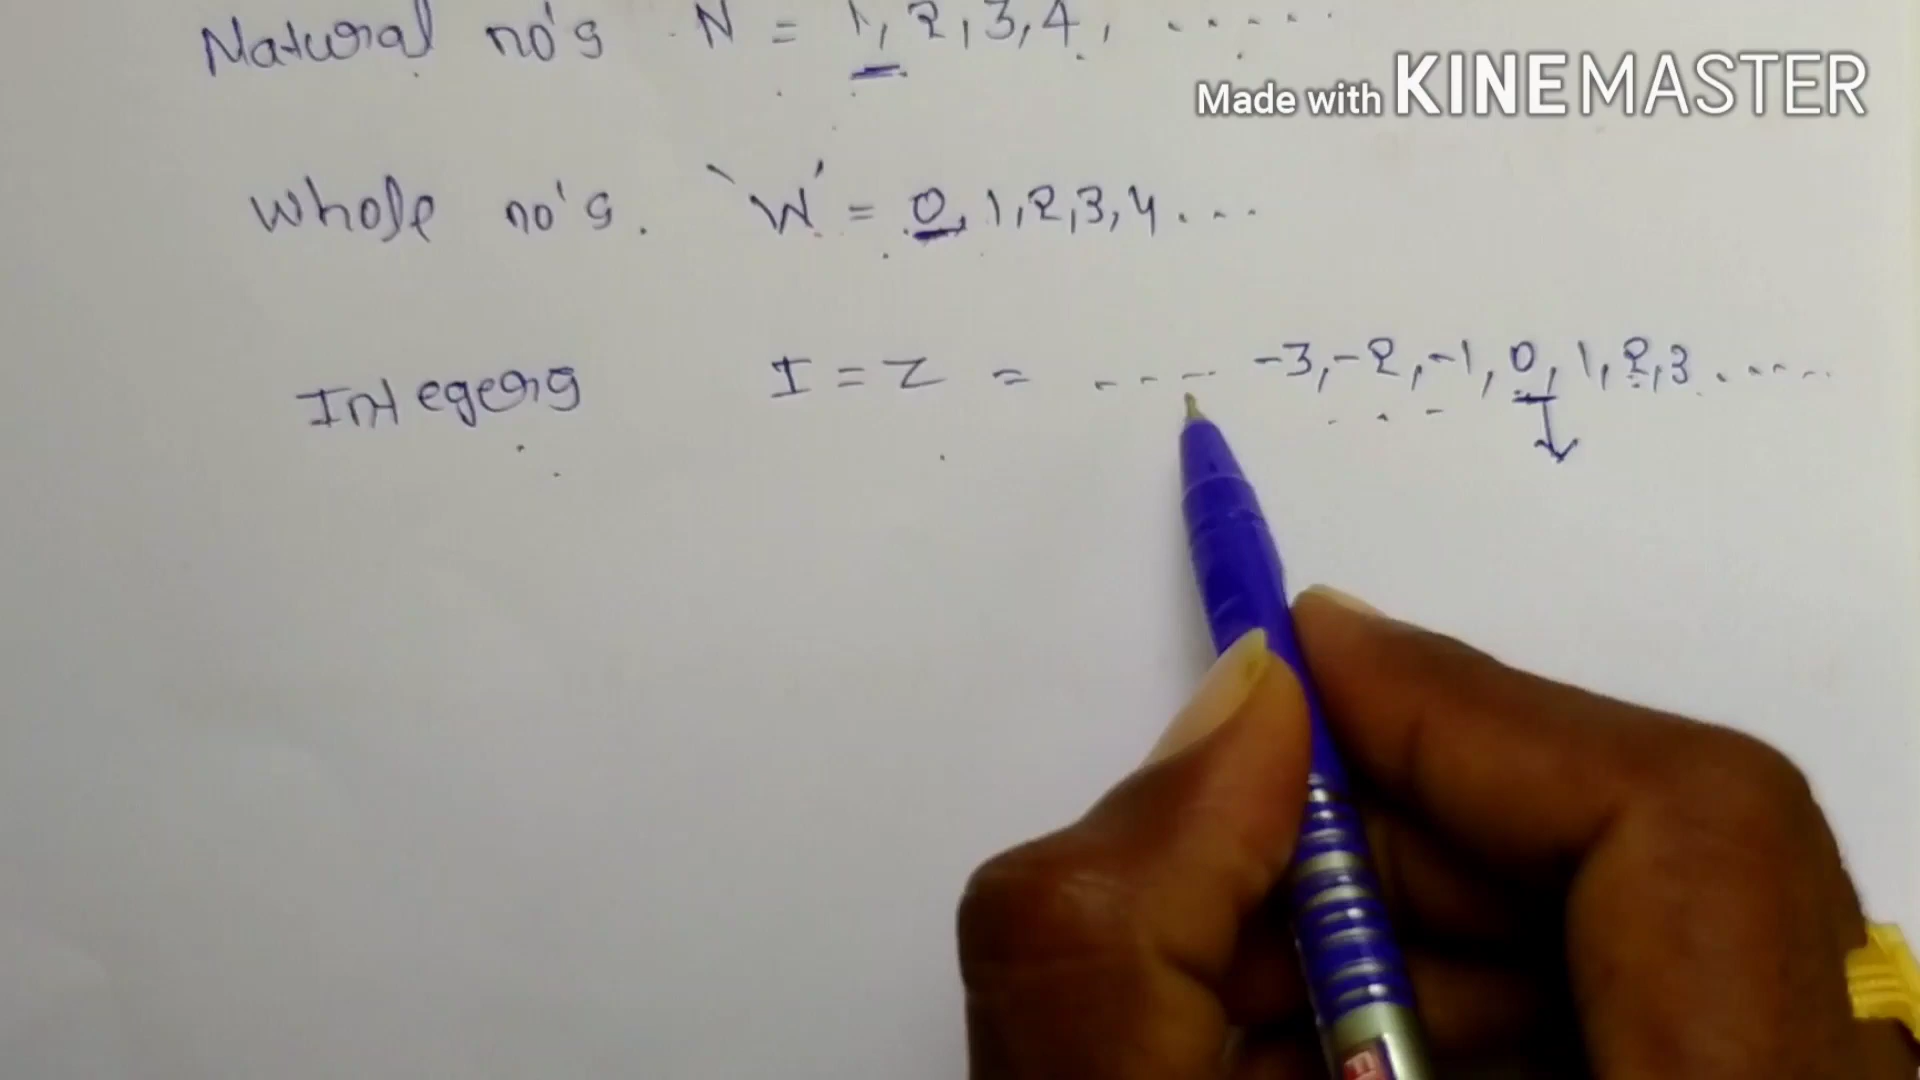 Natural no's N = 1, 2, 3, 4, .....
Made with KINEMASTER
Whole no's. 'W' = 0, 1, 2, 3, 4 ...
Integers I = Z = ---- -3, -2, -1, 0, 1, 2, 3 .....